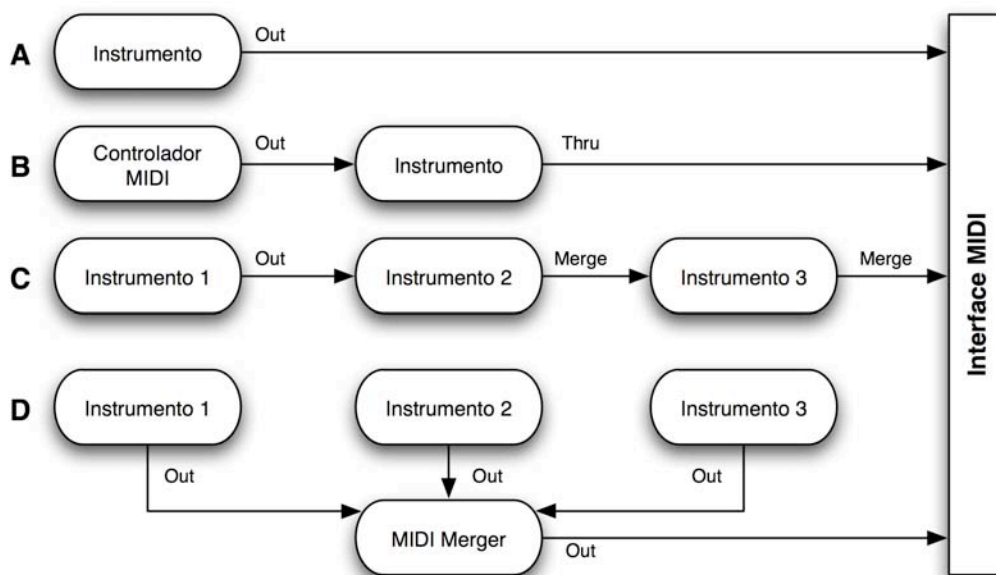 A
Instrumento
Out
B
Controlador
MIDI
Out
Instrumento
Thru
C
Instrumento 1
Out
Instrumento 2
Merge
Instrumento 3
Merge
D
Instrumento 1
Instrumento 2
Instrumento 3
Out
Out
Out
MIDI Merger
Out
Interface MIDI